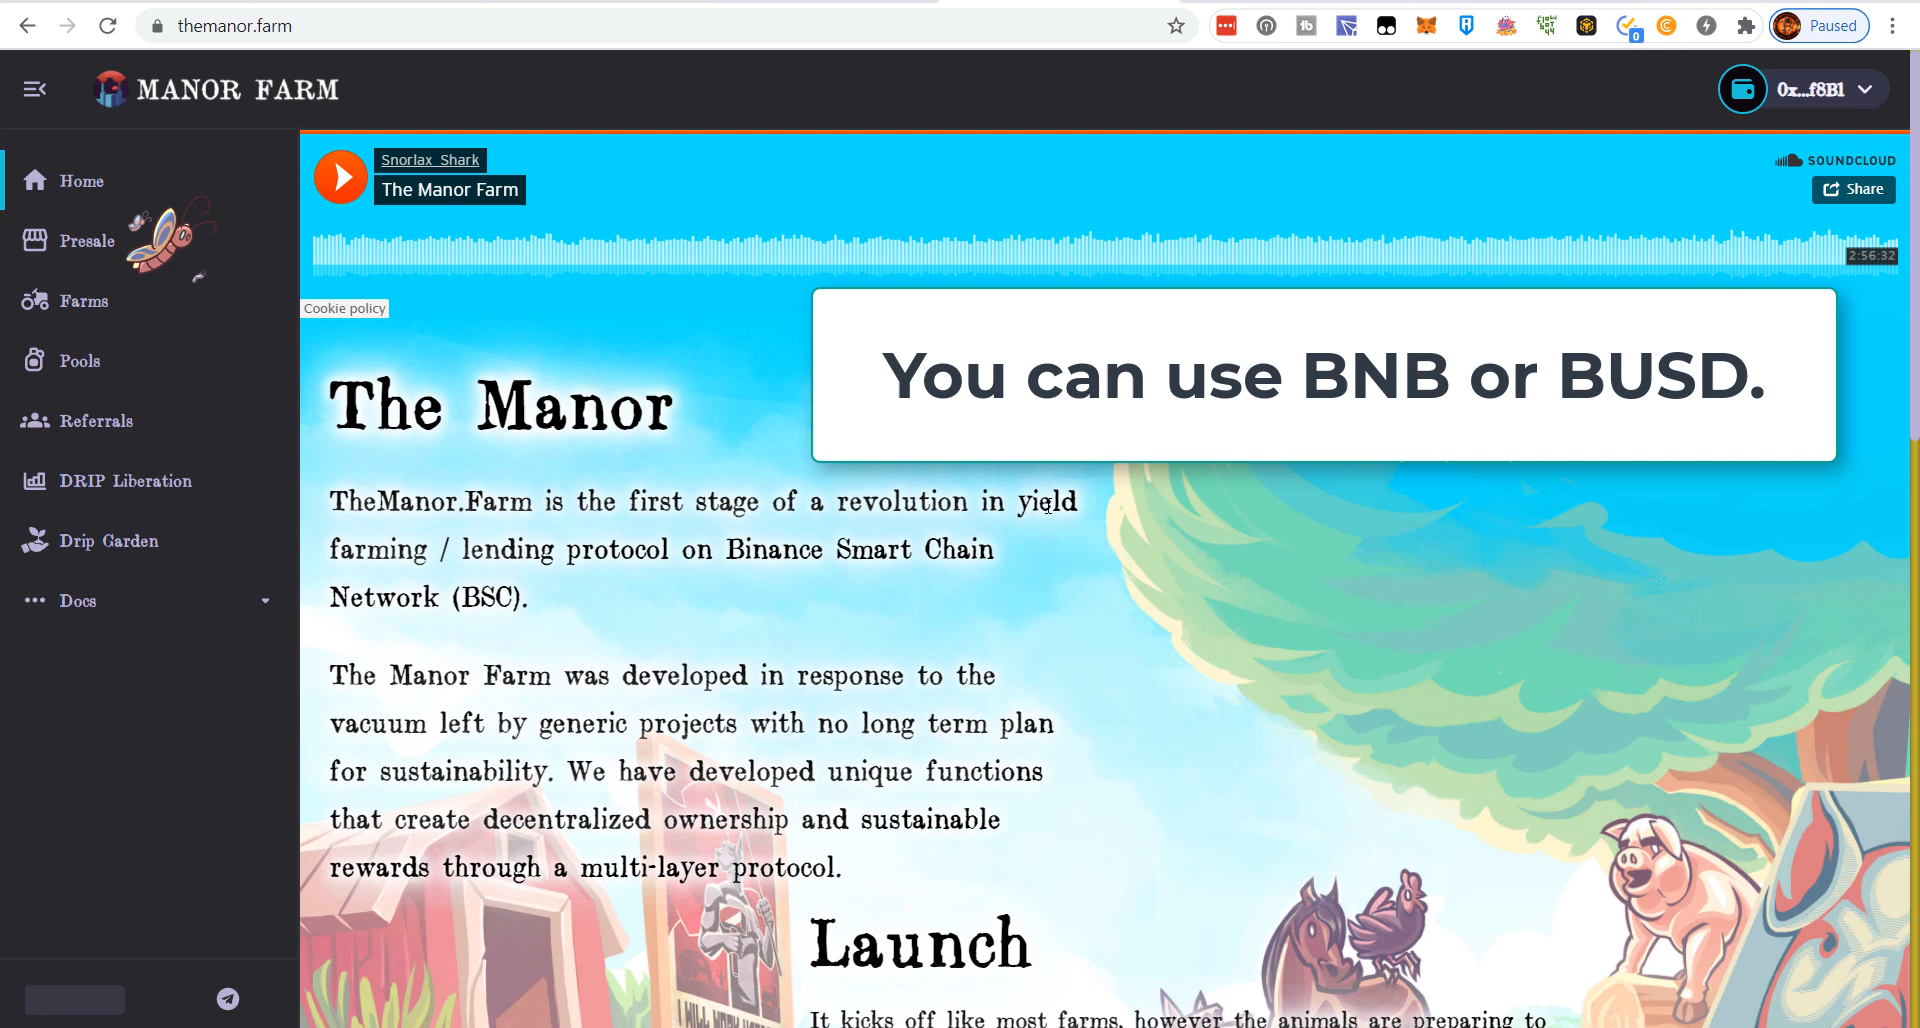 themanor.farm
Paused
0
MANOR FARM
0x...f8B1
Home
Presale
Farms
Pools
Referrals
DRIP Liberation
Drip Garden
Docs
Snorlax_Shark
The Manor Farm
SOUNDCLOUD
Share
2:56:32
Cookie policy
You can use BNB or BUSD.
The Manor
TheManor.Farm is the first stage of a revolution in yield
farming / lending protocol on Binance Smart Chain
Network (BSC).
The Manor Farm was developed in response to the
vacuum left by generic projects with no long term plan
for sustainability. We have developed unique functions
that create decentralized ownership and sustainable
rewards through a multi-layer protocol.
Launch
It kicks off like most farms, however the animals are preparing to
I WILL WORK